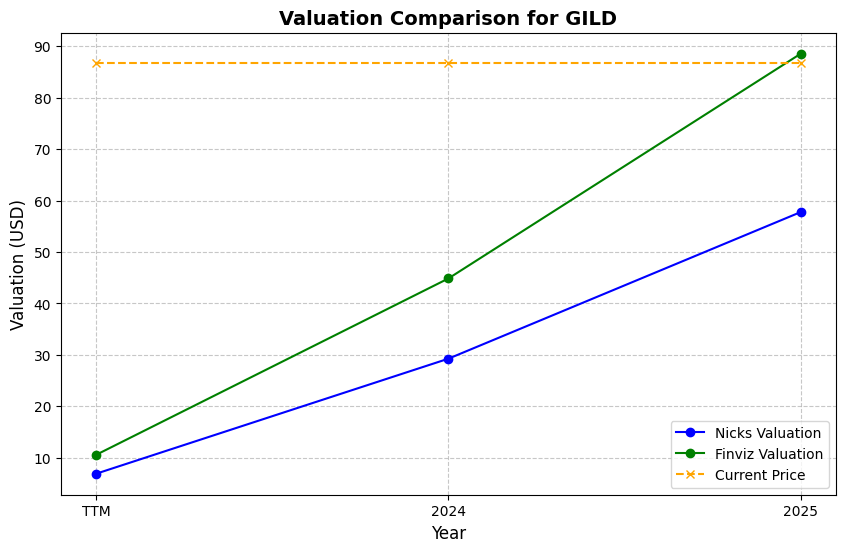 Valuation Comparison for GILD
Valuation (USD)
90
80
70
60
50
40
30
20
10
TTM
2024
2025
Year
Nicks Valuation
Finviz Valuation
Current Price